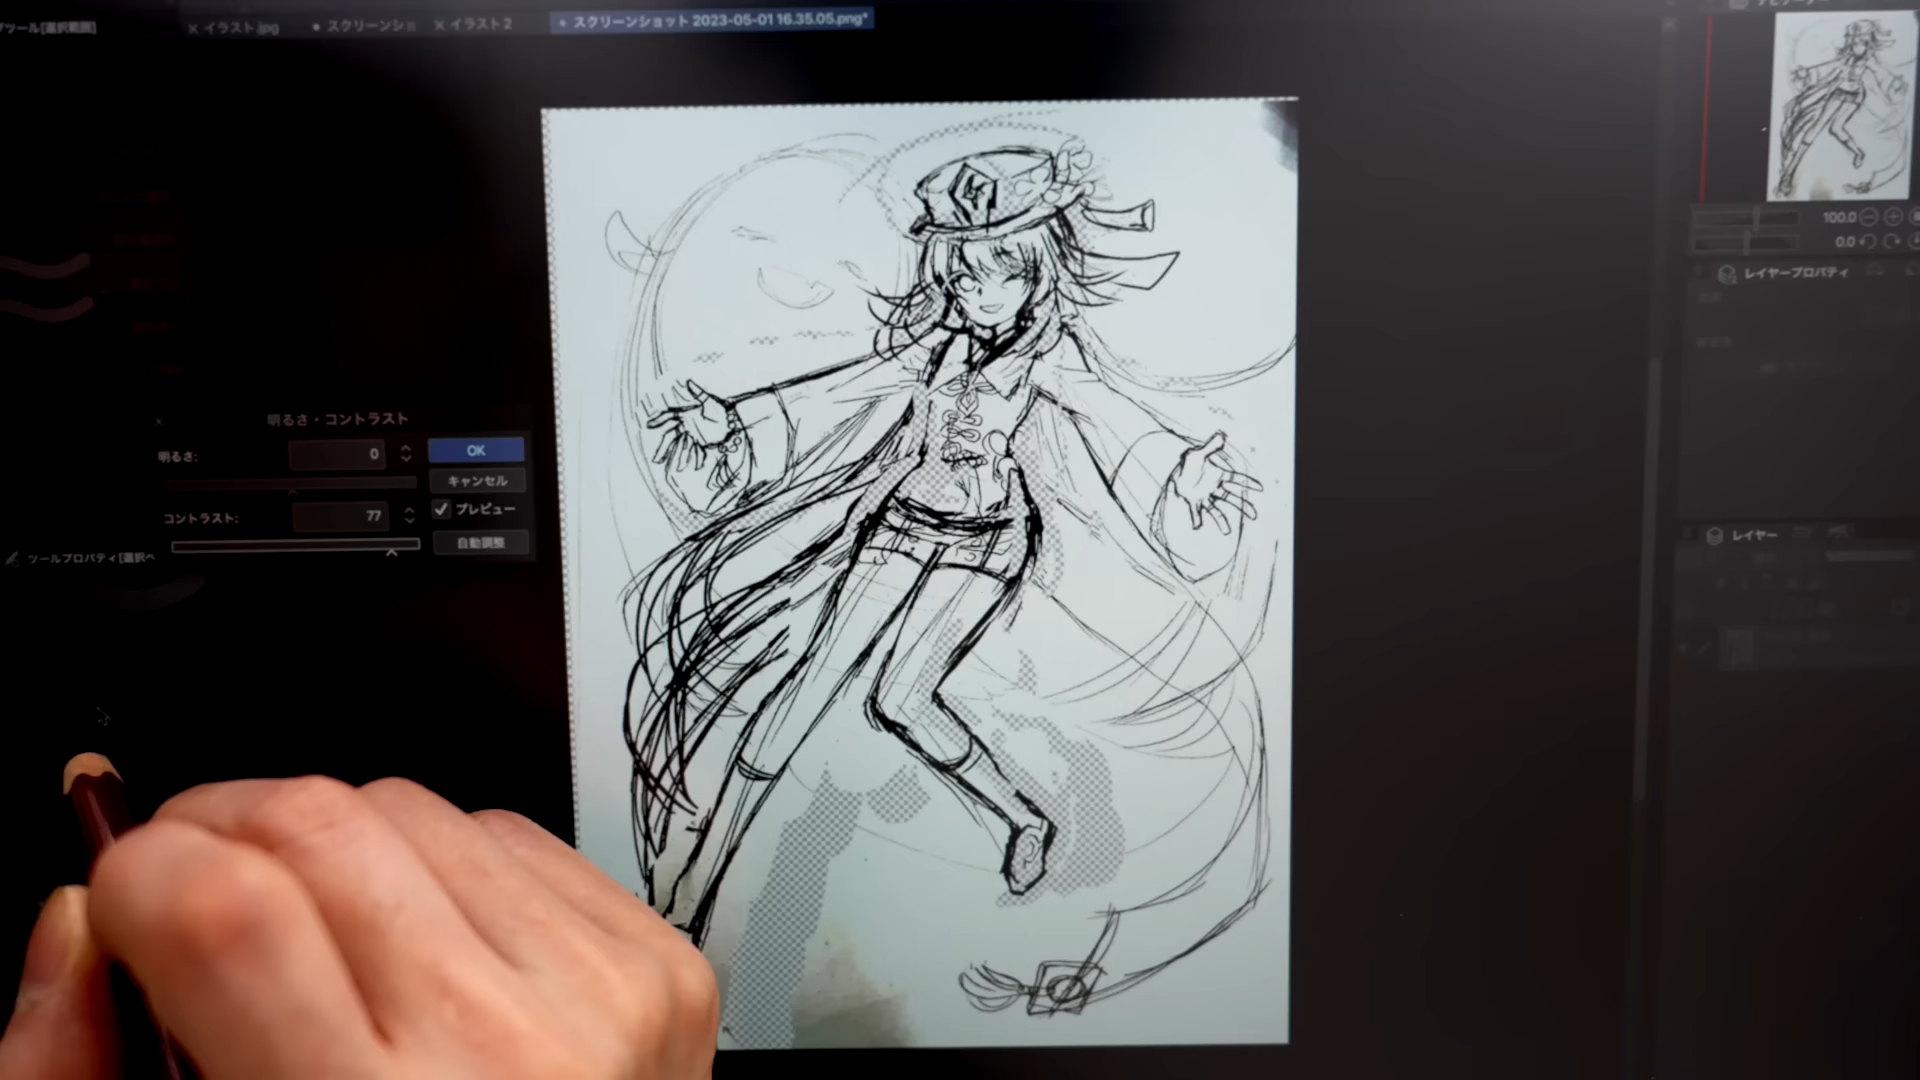 ツール[選択範囲]
イラスト.jpg
スクリーンショ
イラスト2
スクリーンショット 2023-05-01 16.35.05.png*
100.0
0.0
レイヤープロパティ
明るさ・コントラスト
明るさ:
0
OK
キャンセル
コントラスト:
77
プレビュー
自動調整
レイヤー
ツールプロパティ[選択ペ